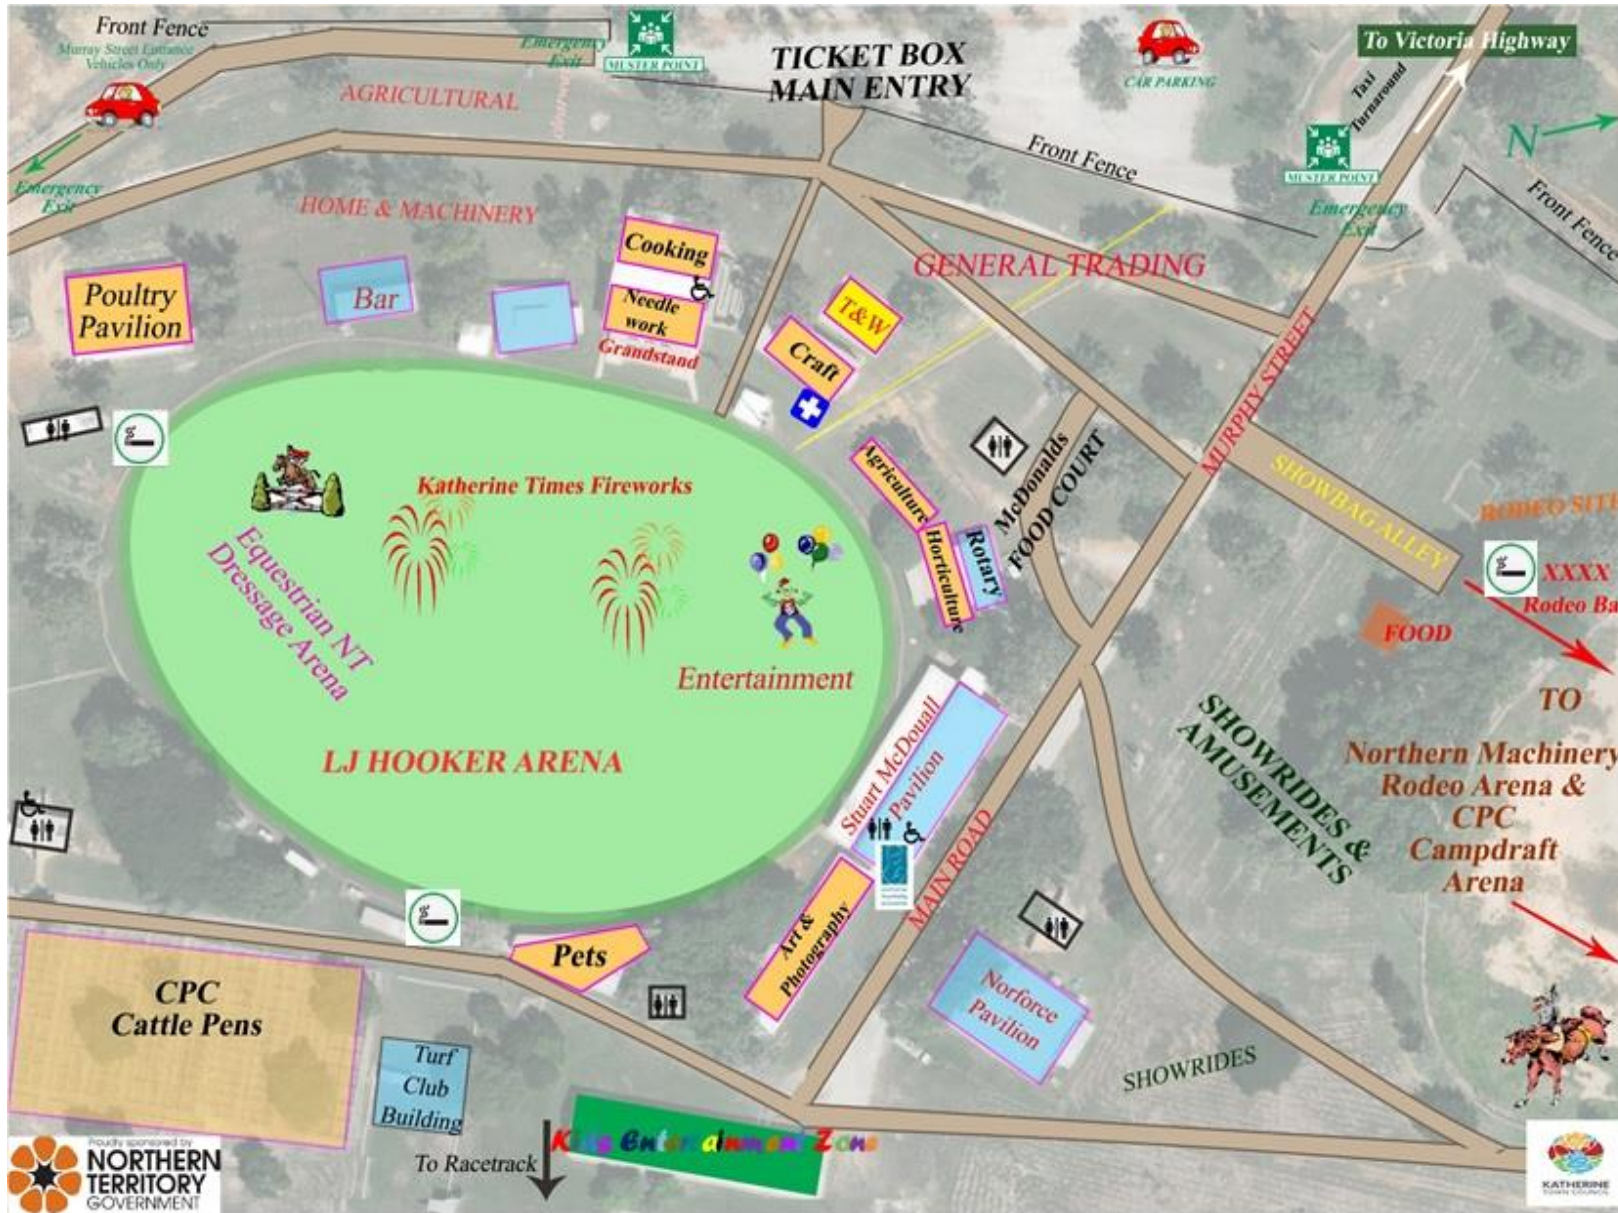 Front Fence
Murray Street Entrance
Vehicles Only
Emergency
Exit
MUSTER POINT
TICKET BOX
MAIN ENTRY
CAR PARKING
To Victoria Highway
Taxi
Turnaround
N
AGRICULTURAL
Front Fence
MUSTER POINT
Emergency
Exit
Front Fence
Emergency
Exit
HOME & MACHINERY
Cooking
GENERAL TRADING
Poultry
Pavilion
Bar
Needle
work
Grandstand
T&W
Craft
MURPHY STREET
McDonalds
FOOD COURT
Agriculture
Horticulture
Rotary
SHOWBAG ALLEY
RODEO SITE
XXXX
Rodeo Ba
FOOD
Katherine Times Fireworks
Equestrian NT
Dressage Arena
Entertainment
LJ HOOKER ARENA
Stuart McDouall
Pavilion
MAIN ROAD
SHOWRIDES &
AMUSEMENTS
TO
Northern Machinery
Rodeo Arena &
CPC
Campdraft
Arena
Art &
Photography
Pets
Norforce
Pavilion
CPC
Cattle Pens
Turf
Club
Building
SHOWRIDES
Kids Entertainment Zone
To Racetrack
Proudly sponsored by
NORTHERN
TERRITORY
GOVERNMENT
KATHERINE
TOWN COUNCIL